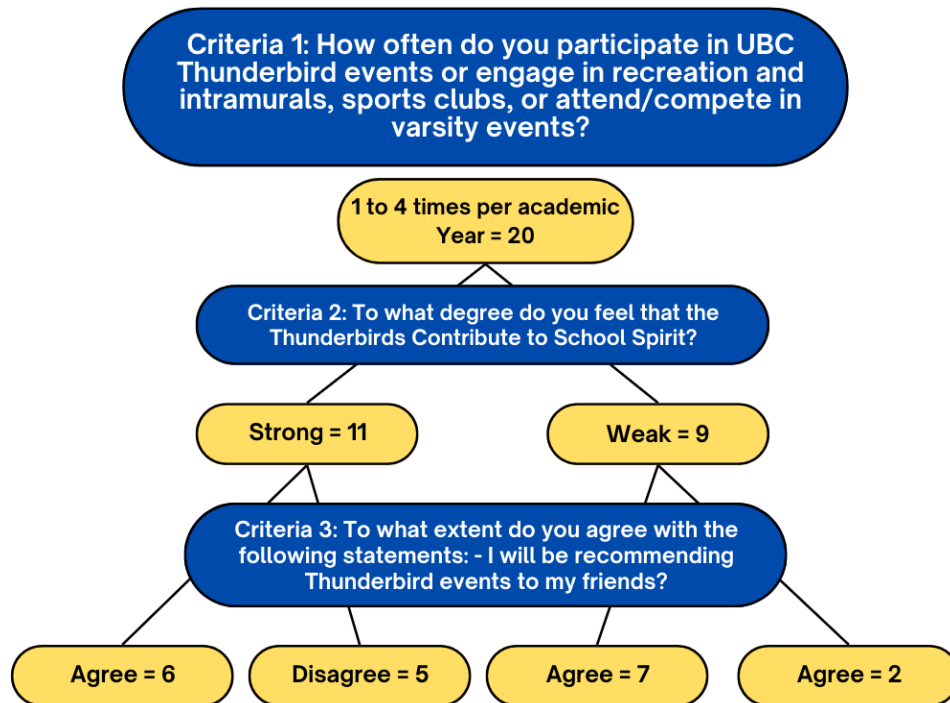 Criteria 1: How often do you participate in UBC
Thunderbird events or engage in recreation and
intramurals, sports clubs, or attend/compete in
varsity events?
1 to 4 times per academic
Year = 20
Criteria 2: To what degree do you feel that the
Thunderbirds Contribute to School Spirit?
Strong = 11
Weak = 9
Criteria 3: To what extent do you agree with the
following statements: - I will be recommending
Thunderbird events to my friends?
Agree = 6
Disagree = 5
Agree = 7
Agree = 2